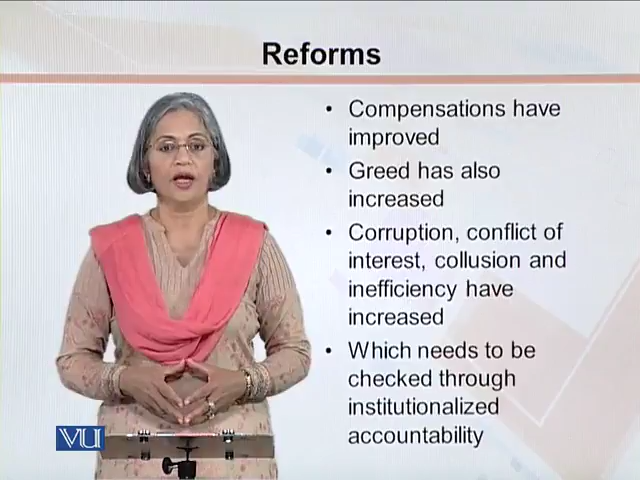 Reforms
• Compensations have
improved
• Greed has also
increased
• Corruption, conflict of
interest, collusion and
inefficiency have
increased
• Which needs to be
checked through
institutionalized
accountability
VU